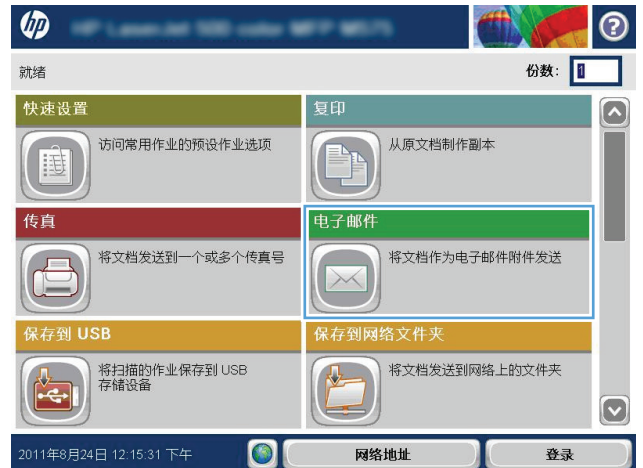 hp
?
就绪
份数: 1
快速设置
访问常用作业的预设作业选项
复印
从原文档制作副本
传真
将文档发送到一个或多个传真号
电子邮件
将文档作为电子邮件附件发送
保存到 USB
将扫描的作业保存到 USB
存储设备
保存到网络文件夹
将文档发送到网络上的文件夹
2011年8月24日 12:15:31 下午
网络地址
登录